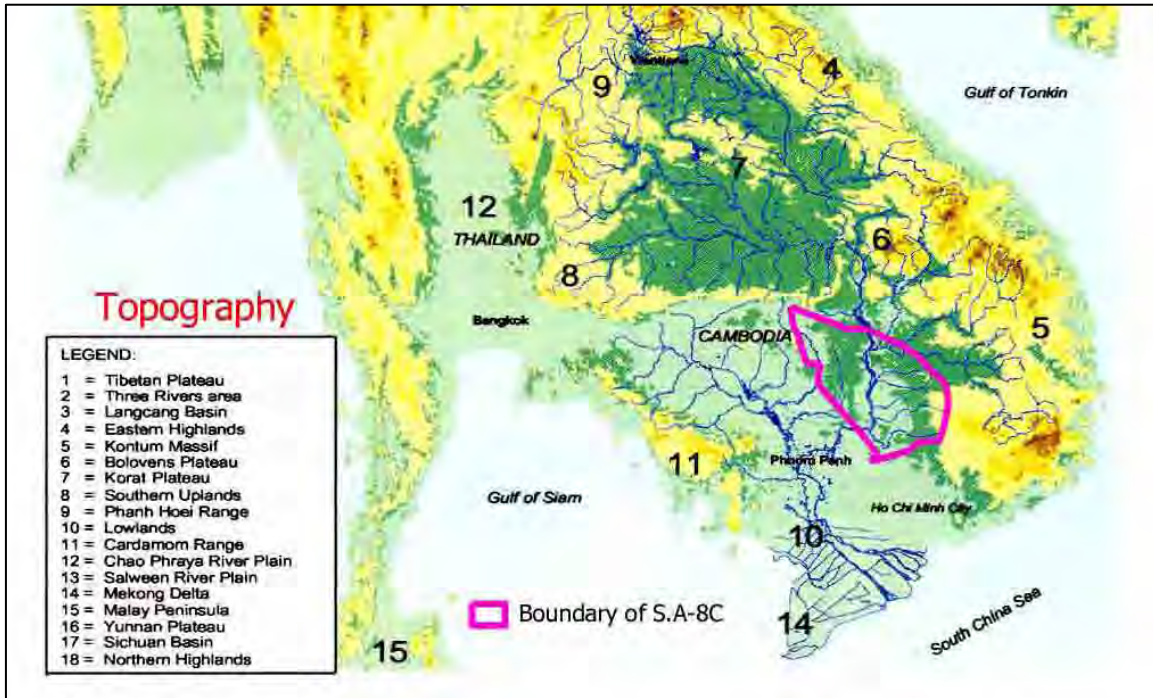 Vientiane
4
9
Gulf of Tonkin
7
12
THAILAND
6
8
Topography
Bangkok
CAMBODIA
5
LEGEND:
1 = Tibetan Plateau
2 = Three Rivers area
3 = Langcang Basin
4 = Eastern Highlands
5 = Kontum Massif
6 = Bolovens Plateau
7 = Korat Plateau
8 = Southern Uplands
9 = Phanh Hoei Range
10 = Lowlands
11 = Cardamom Range
12 = Chao Phraya River Plain
13 = Salween River Plain
14 = Mekong Delta
15 = Malay Peninsula
16 = Yunnan Plateau
17 = Sichuan Basin
18 = Northern Highlands
11
Phnom Penh
Gulf of Siam
Ho Chi Minh City
10
Boundary of S.A-8C
14
South China Sea
15